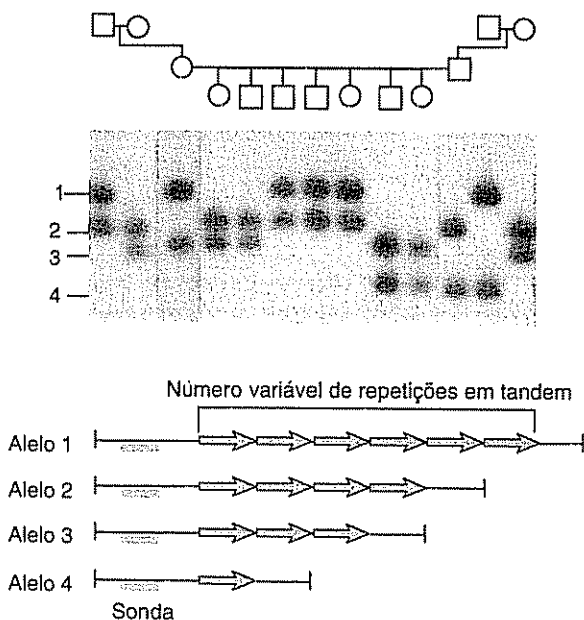 1
2
3
4
Número variável de repetições em tandem
Alelo 1
Alelo 2
Alelo 3
Alelo 4
Sonda